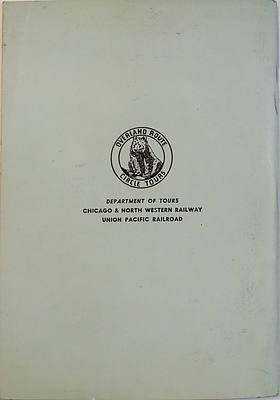 OVERLAND ROUTE
CIRCLE TOURS
DEPARTMENT OF TOURS
CHICAGO & NORTH WESTERN RAILWAY
UNION PACIFIC RAILROAD